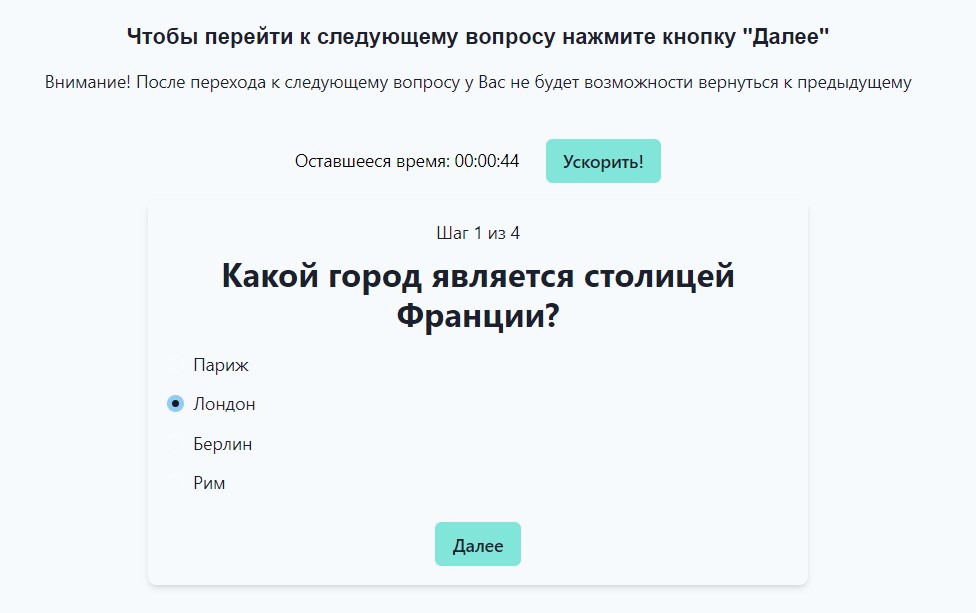 Чтобы перейти к следующему вопросу нажмите кнопку "Далее"
Внимание! После перехода к следующему вопросу у Вас не будет возможности вернуться к предыдущему
Оставшееся время: 00:00:44 Ускорить!
Шаг 1 из 4
Какой город является столицей
Франции?
Париж
Лондон
Берлин
Рим
Далее